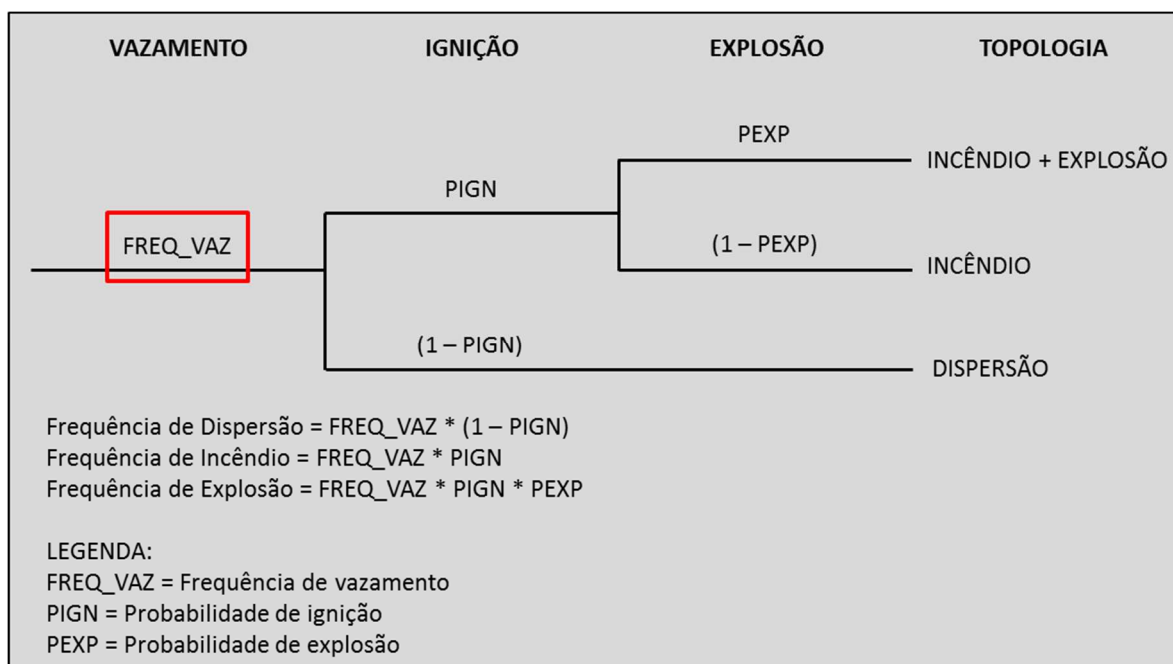 VAZAMENTO IGNIÇÃO EXPLOSÃO TOPOLOGIA
PEXP
INCÊNDIO + EXPLOSÃO
PIGN
FREQ_VAZ
(1 – PEXP)
INCÊNDIO
(1 – PIGN)
DISPERSÃO
Frequência de Dispersão = FREQ_VAZ * (1 – PIGN)
Frequência de Incêndio = FREQ_VAZ * PIGN
Frequência de Explosão = FREQ_VAZ * PIGN * PEXP
LEGENDA:
FREQ_VAZ = Frequência de vazamento
PIGN = Probabilidade de ignição
PEXP = Probabilidade de explosão